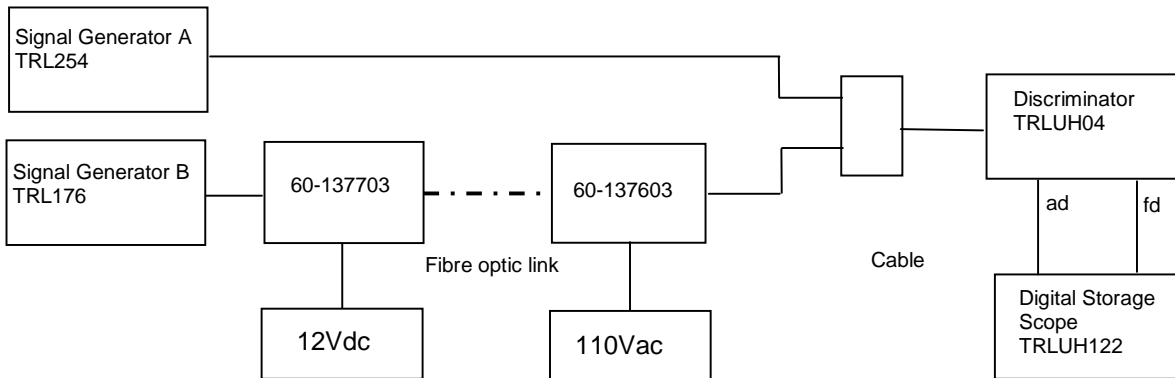 Signal Generator A
TRL254
Signal Generator B
TRL176
60-137703
60-137603
Fibre optic link
12Vdc
110Vac
Cable
Discriminator
TRLUH04
ad
fd
Digital Storage
Scope
TRLUH122